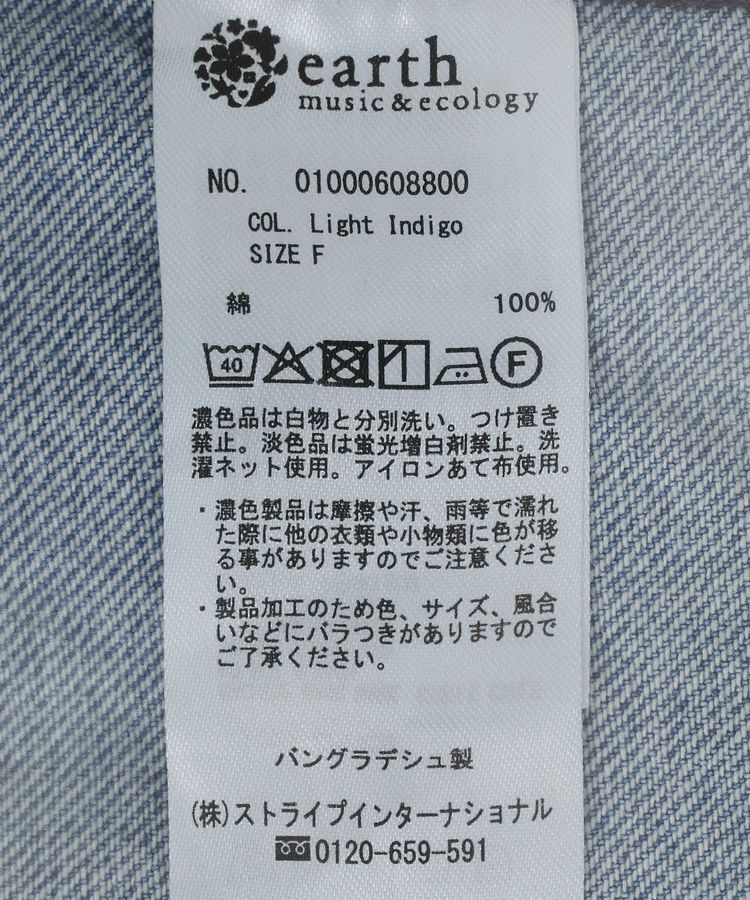 earth
music&ecology
NO. 01000608800
COL. Light Indigo
SIZE F
綿 100%
40
F
濃色品は白物と分別洗い。つけ置き
禁止。淡色品は蛍光増白剤禁止。洗
濯ネット使用。アイロンあて布使用。
・濃色製品は摩擦や汗、雨等で濡れ
た際に他の衣類や小物類に色が移
る事がありますのでご注意くださ
い。
・製品加工のため色、サイズ、風合
いなどにバラつきがありますので
ご了承ください。
バングラデシュ製
(株)ストライプインターナショナル
0120-659-591